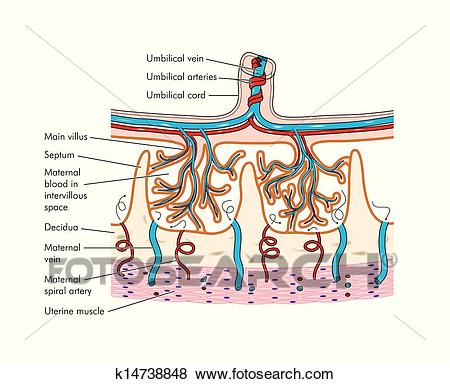 Umbilical vein
Umbilical arteries
Umbilical cord
Main villus
Septum
Maternal
blood in
intervillous
space
Decidua
Maternal
vein
Maternal
spiral artery
Uterine muscle
FOTOSEARCH
k14738848 www.fotosearch.com